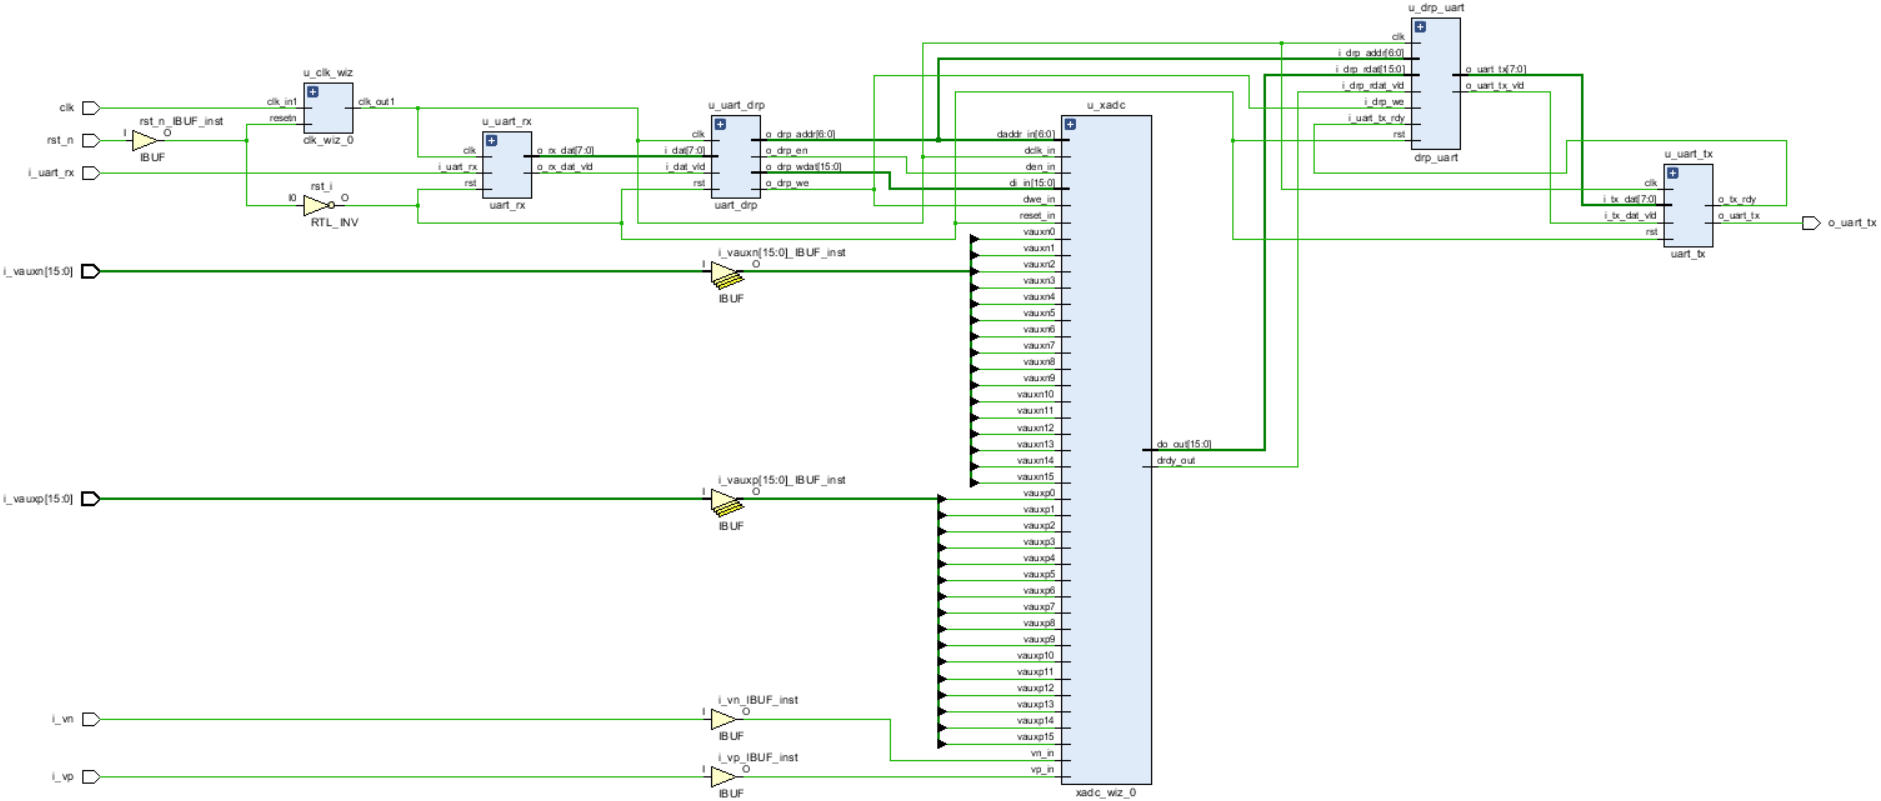 clk
rst_n
i_uart_rx
i_vauxn[15:0]
i_vauxp[15:0]
i_vn
i_vp
rst_n_IBUF_inst
I
O
IBUF
u_clk_wiz
clk_in1
resetn
clk_out1
clk_wiz_0
rst_i
I0
O
RTL_INV
u_uart_rx
clk
i_uart_rx
rst
o_rx_dat[7:0]
o_rx_dat_vld
uart_rx
u_uart_drp
clk
i_dat[7:0]
i_dat_vld
rst
o_drp_addr[6:0]
o_drp_en
o_drp_wdat[15:0]
o_drp_we
uart_drp
i_vauxn[15:0]_IBUF_inst
I
O
IBUF
i_vauxp[15:0]_IBUF_inst
I
O
IBUF
i_vn_IBUF_inst
I
O
IBUF
i_vp_IBUF_inst
I
O
IBUF
u_xadc
daddr_in[6:0]
dclk_in
den_in
di_in[15:0]
dwe_in
reset_in
vauxn0
vauxn1
vauxn2
vauxn3
vauxn4
vauxn5
vauxn6
vauxn7
vauxn8
vauxn9
vauxn10
vauxn11
vauxn12
vauxn13
vauxn14
vauxn15
vauxp0
vauxp1
vauxp2
vauxp3
vauxp4
vauxp5
vauxp6
vauxp7
vauxp8
vauxp9
vauxp10
vauxp11
vauxp12
vauxp13
vauxp14
vauxp15
vn_in
vp_in
do_out[15:0]
drdy_out
xadc_wiz_0
u_drp_uart
clk
i_drp_addr[6:0]
i_drp_rdat[15:0]
i_drp_rdat_vld
i_drp_we
i_uart_tx_rdy
rst
o_uart_tx[7:0]
o_uart_tx_vld
drp_uart
u_uart_tx
clk
i_tx_dat[7:0]
i_tx_dat_vld
rst
o_tx_rdy
o_uart_tx
uart_tx
o_uart_tx